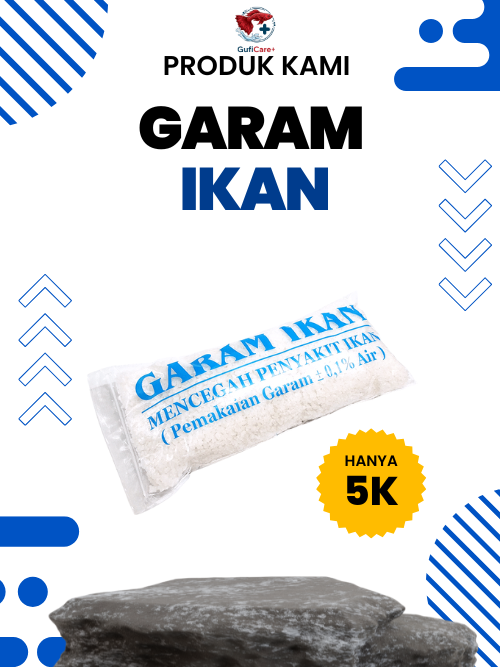 GufiCare+
PRODUK KAMI
GARAM
IKAN
GARAM IKAN
MENCEGAH PENYAKIT IKAN
( Pemakaian Garam ± 0,1% Air )
HANYA
5K